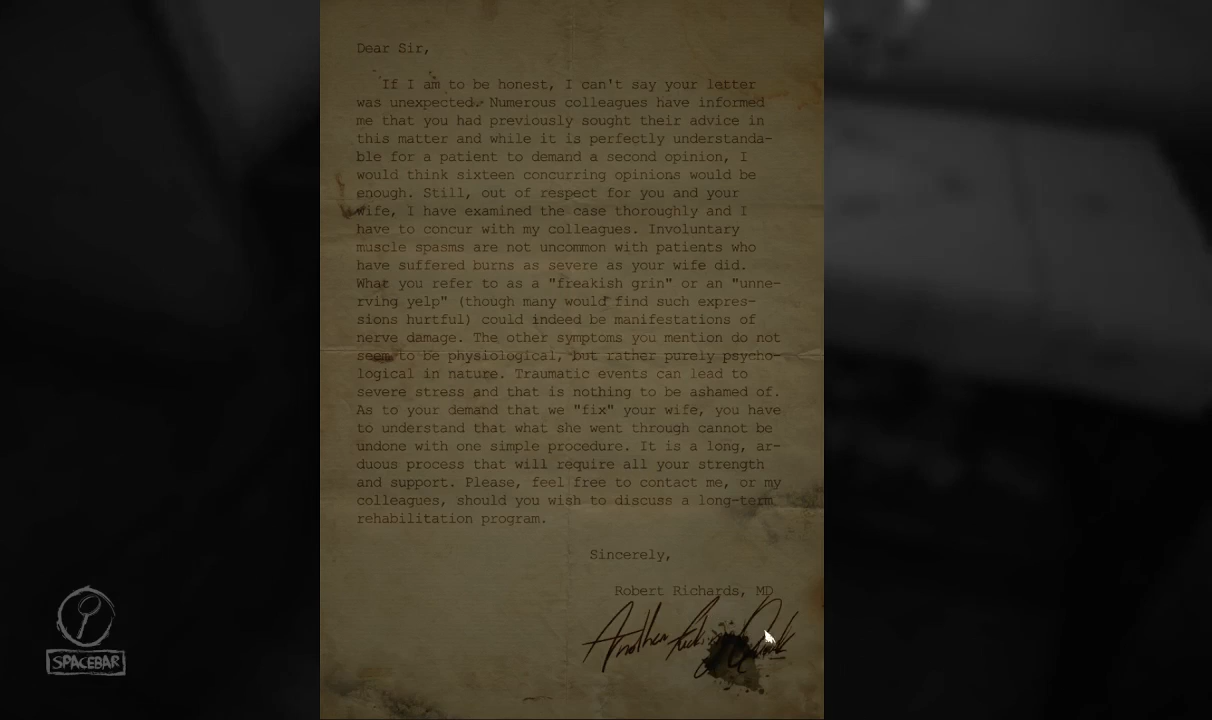 Dear Sir,
If I am to be honest, I can't say your letter
was unexpected. Numerous colleagues have informed
me that you had previously sought their advice in
this matter and while it is perfectly understanda-
ble for a patient to demand a second opinion, I
would think sixteen concurring opinions would be
enough. Still, out of respect for you and your
wife, I have examined the case thoroughly and I
have to concur with my colleagues. Involuntary
muscle spasms are not uncommon with patients who
have suffered burns as severe as your wife did.
What you refer to as a "freakish grin" or an "unne-
rving yelp" (though many would find such expres-
sions hurtful) could indeed be manifestations of
nerve damage. The other symptoms you mention do not
seem to be physiological, but rather purely psycho-
logical in nature. Traumatic events can lead to
severe stress and that is nothing to be ashamed of.
As to your demand that we "fix" your wife, you have
to understand that what she went through cannot be
undone with one simple procedure. It is a long, ar-
duous process that will require all your strength
and support. Please, feel free to contact me, or my
colleagues, should you wish to discuss a long-term
rehabilitation program.
Sincerely,
Robert Richards, MD
Another
SPACEBAR